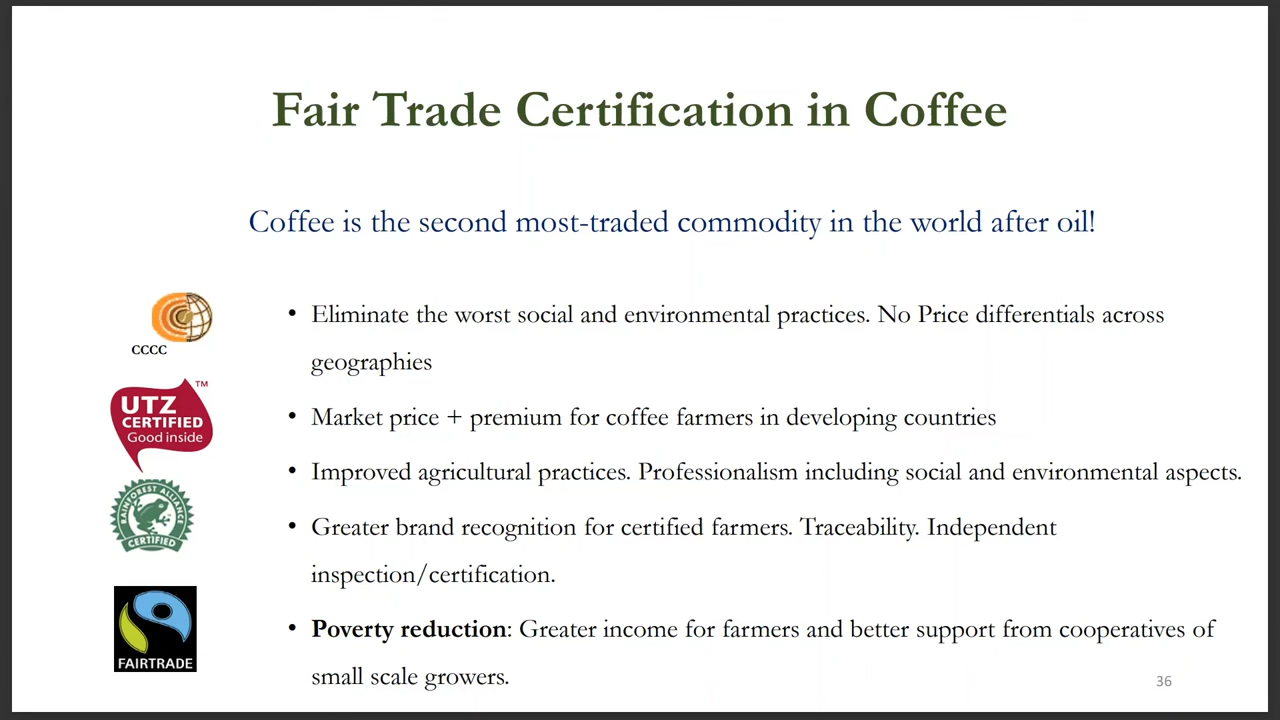 Fair Trade Certification in Coffee
Coffee is the second most-traded commodity in the world after oil!
• Eliminate the worst social and environmental practices. No Price differentials across
geographies
CCCC
UTZ
CERTIFIED
Good inside
TM
• Market price + premium for coffee farmers in developing countries
• Improved agricultural practices. Professionalism including social and environmental aspects.
RAINFOREST ALLIANCE
CERTIFIED
• Greater brand recognition for certified farmers. Traceability. Independent
inspection/certification.
FAIRTRADE
• Poverty reduction: Greater income for farmers and better support from cooperatives of
small scale growers.
36